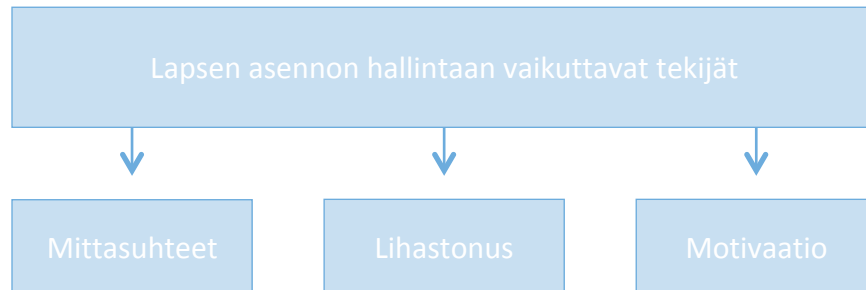 Lapsen asennon hallintaan vaikuttavat tekijät
Mittasuhteet
Lihastonus
Motivaatio